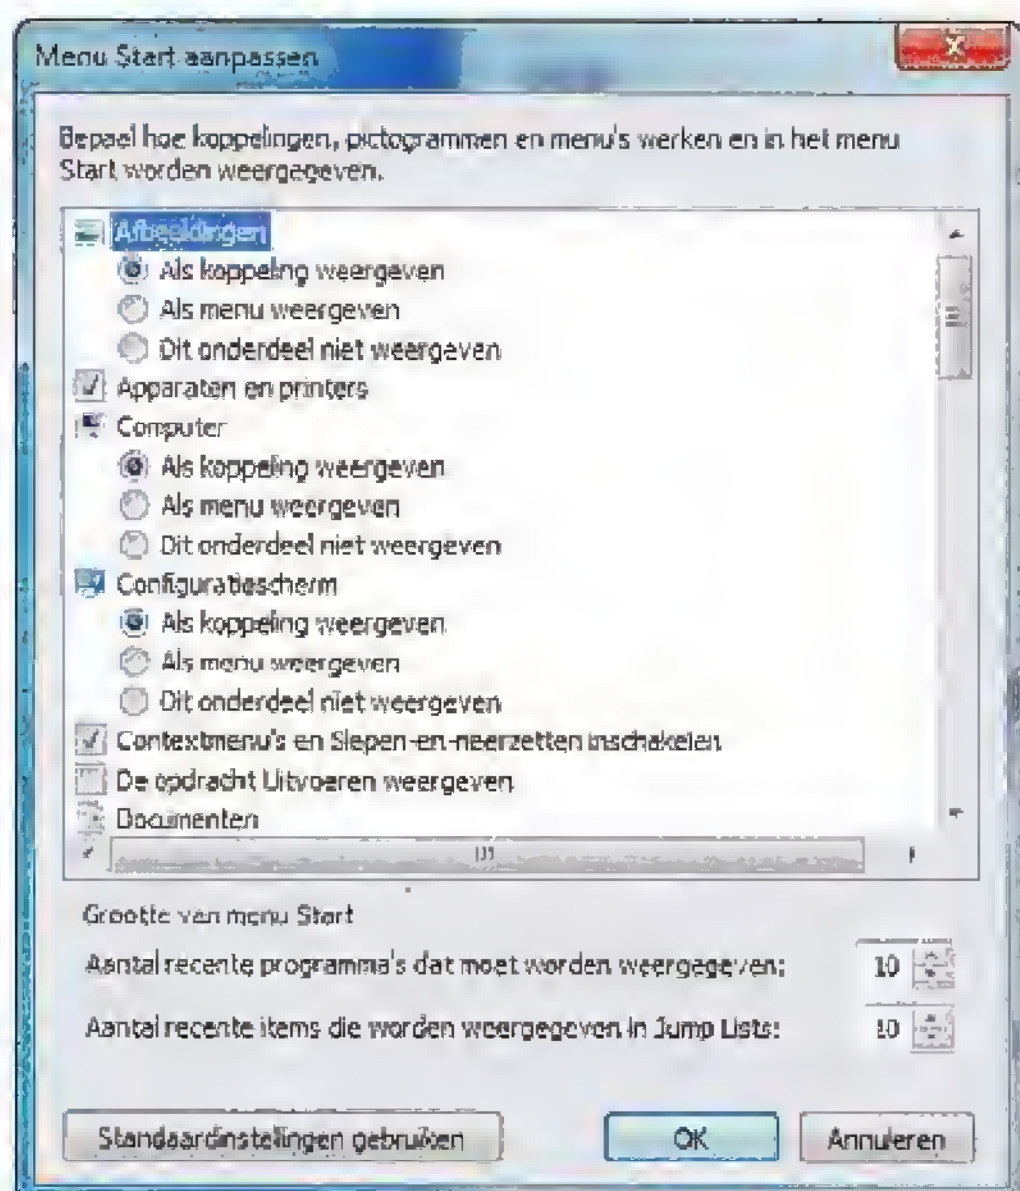 Menu Start aanpassen
Bepaal hoe koppelingen, pictogrammen en menu's werken en in het menu
Start worden weergegeven.
Afbeeldingen
Als koppeling weergeven
Als menu weergeven
Dit onderdeel niet weergeven
Apparaten en printers
Computer
Als koppeling weergeven
Als menu weergeven
Dit onderdeel niet weergeven
Configuratiescherm
Als koppeling weergeven
Als menu weergeven
Dit onderdeel niet weergeven
Contextmenu's en Slepen-en-neerzetten inschakelen
De opdracht Uitvoeren weergeven
Documenten
Grootte van menu Start
Aantal recente programma's dat moet worden weergegeven: 10
Aantal recente items die worden weergegeven in Jump Lists: 10
Standaardinstellingen gebruiken OK Annuleren